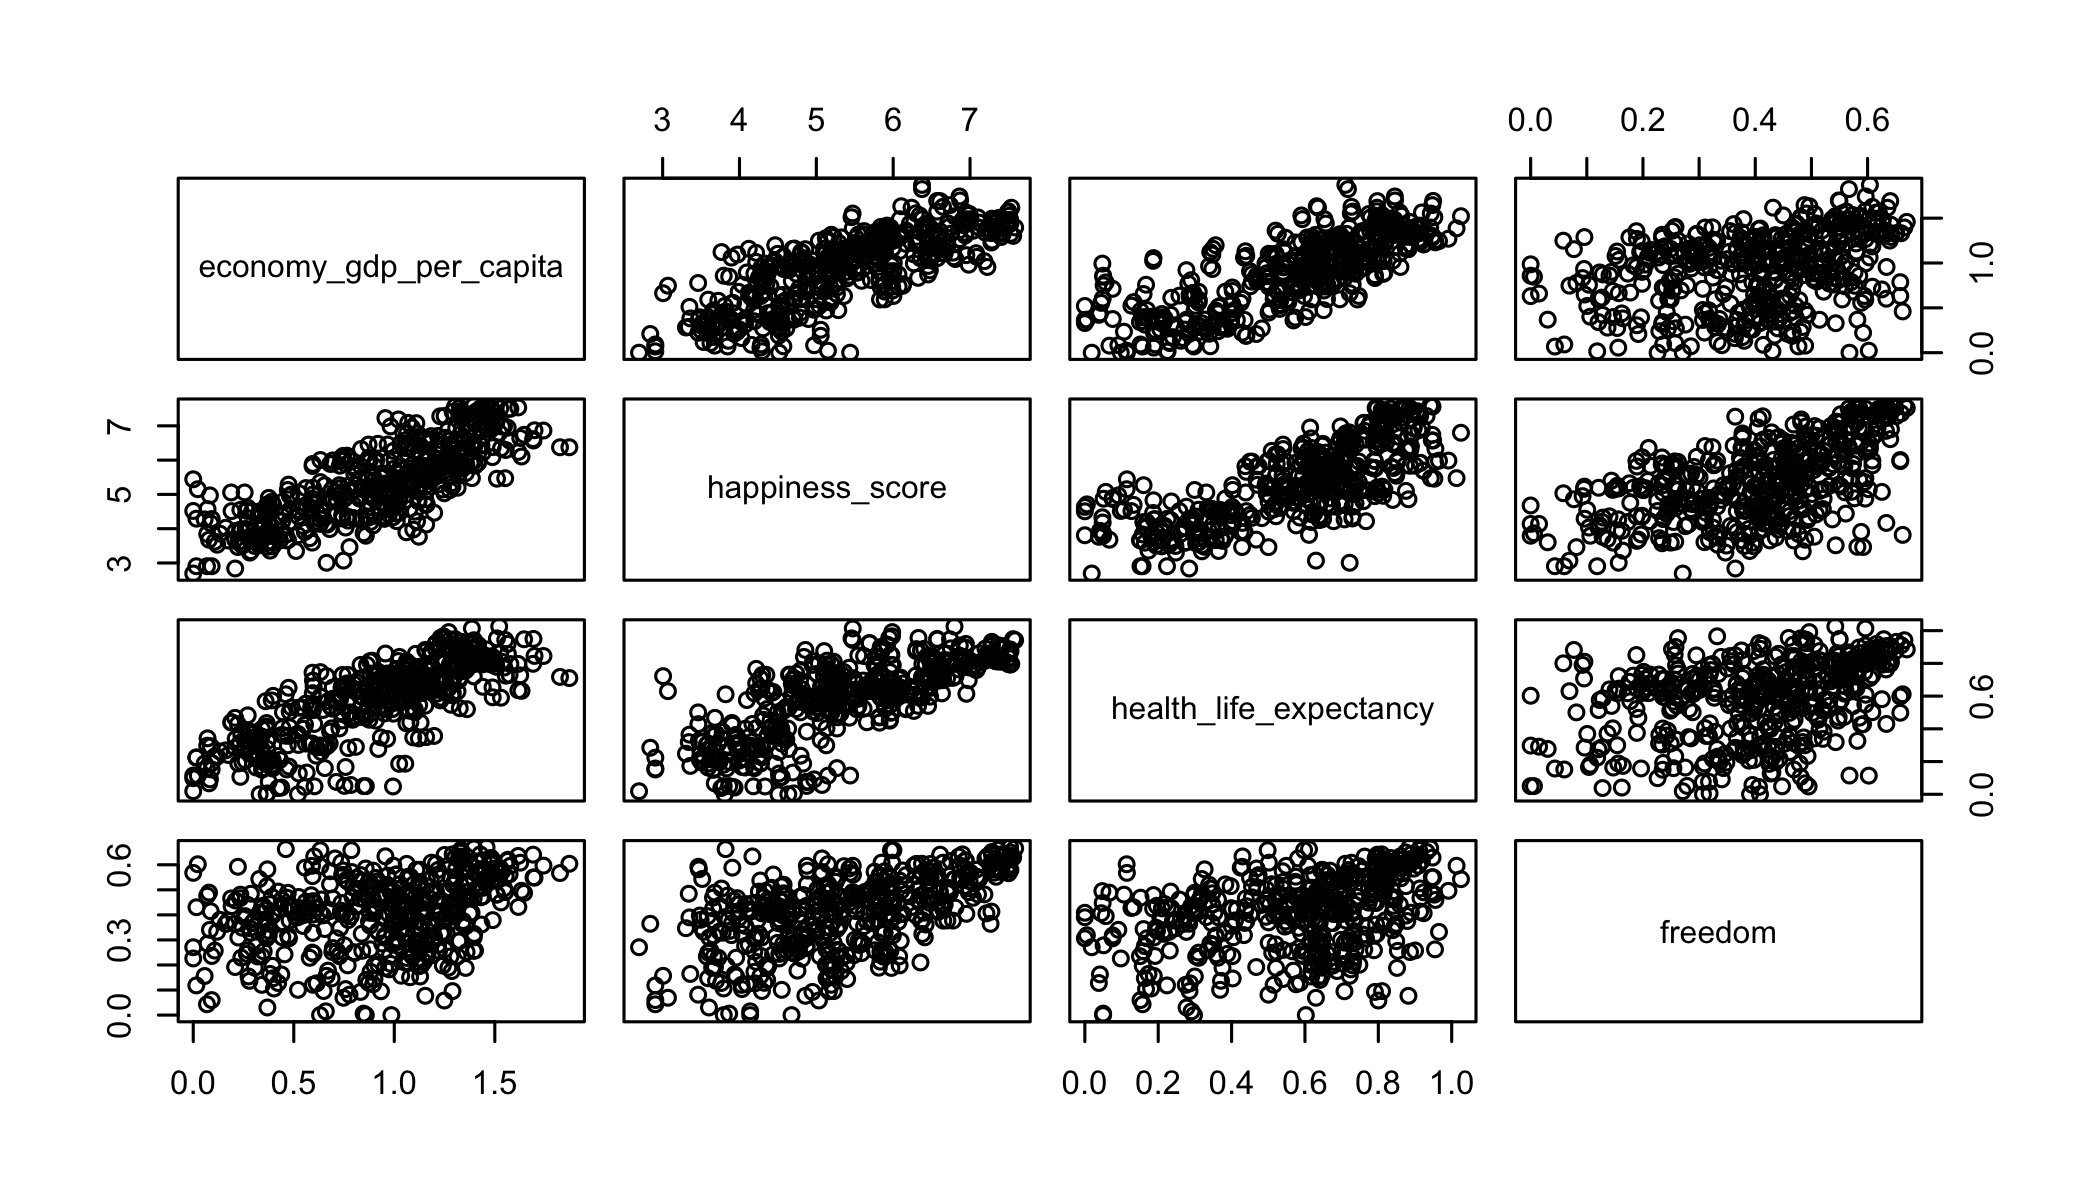 3 4 5 6 7
0.0 0.2 0.4 0.6
economy_gdp_per_capita
0.0 1.0
3 5 7
happiness_score
health_life_expectancy
0.0 0.6
0.0 0.3 0.6
freedom
0.0 0.5 1.0 1.5
0.0 0.2 0.4 0.6 0.8 1.0